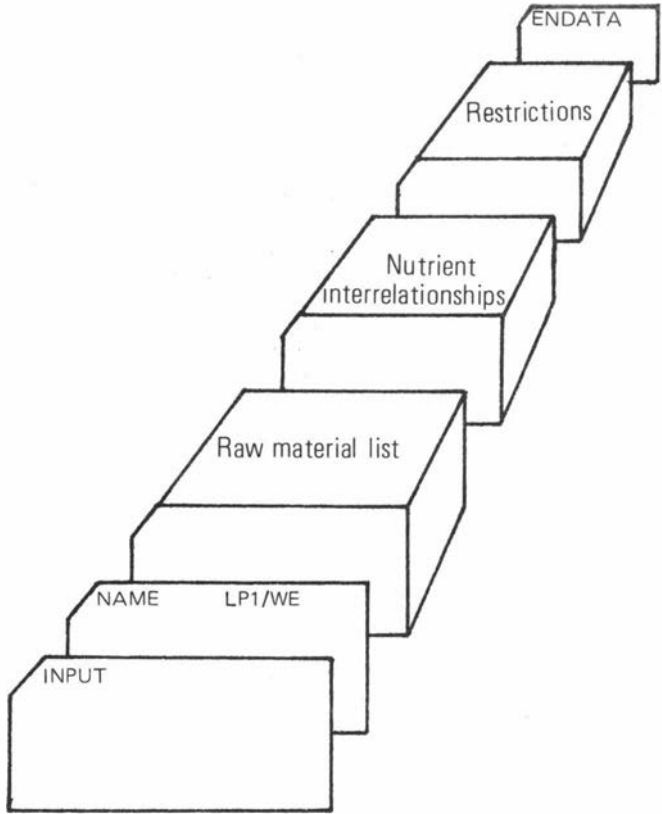 ENDATA
Restrictions
Nutrient
interrelationships
Raw material list
NAME LP1/WE
INPUT